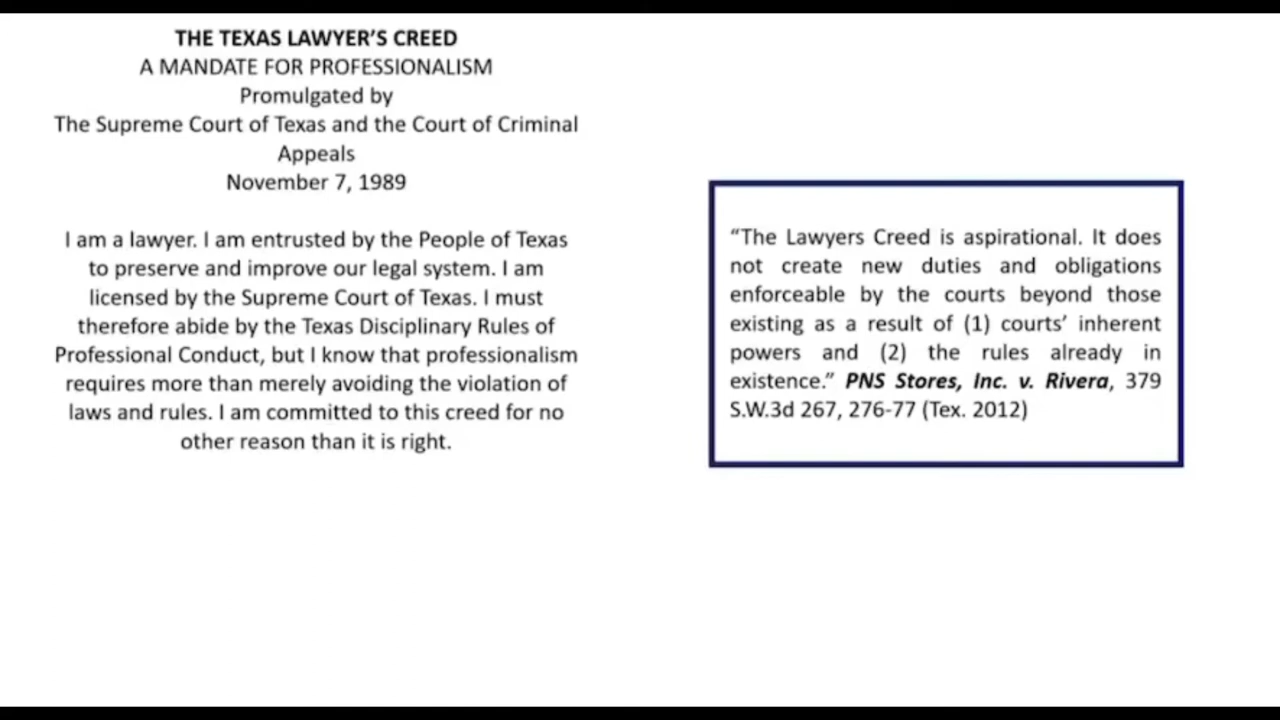 THE TEXAS LAWYER'S CREED
A MANDATE FOR PROFESSIONALISM
Promulgated by
The Supreme Court of Texas and the Court of Criminal
Appeals
November 7, 1989
I am a lawyer. I am entrusted by the People of Texas
to preserve and improve our legal system. I am
licensed by the Supreme Court of Texas. I must
therefore abide by the Texas Disciplinary Rules of
Professional Conduct, but I know that professionalism
requires more than merely avoiding the violation of
laws and rules. I am committed to this creed for no
other reason than it is right.
“The Lawyers Creed is aspirational. It does
not create new duties and obligations
enforceable by the courts beyond those
existing as a result of (1) courts’ inherent
powers and (2) the rules already in
existence.” PNS Stores, Inc. v. Rivera, 379
S.W.3d 267, 276-77 (Tex. 2012)